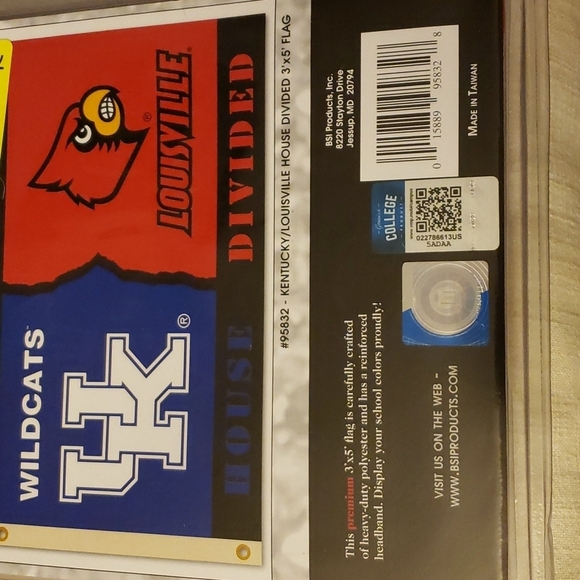 WILDCATS
UK
®
LOUISVILLE
®
®
HOUSE DIVIDED
#95832 - KENTUCKY/LOUISVILLE HOUSE DIVIDED 3'x5' FLAG
This premium 3'x5' flag is carefully crafted
of heavy-duty polyester and has a reinforced
headband. Display your school colors proudly!
VISIT US ON THE WEB –
WWW.BSIPRODUCTS.COM
COLLEGE
022786613US
5ADAA
BSI Products, Inc.
8220 Stayton Drive
Jessup, MD 20794
0 15889 95832 8
MADE IN TAIWAN